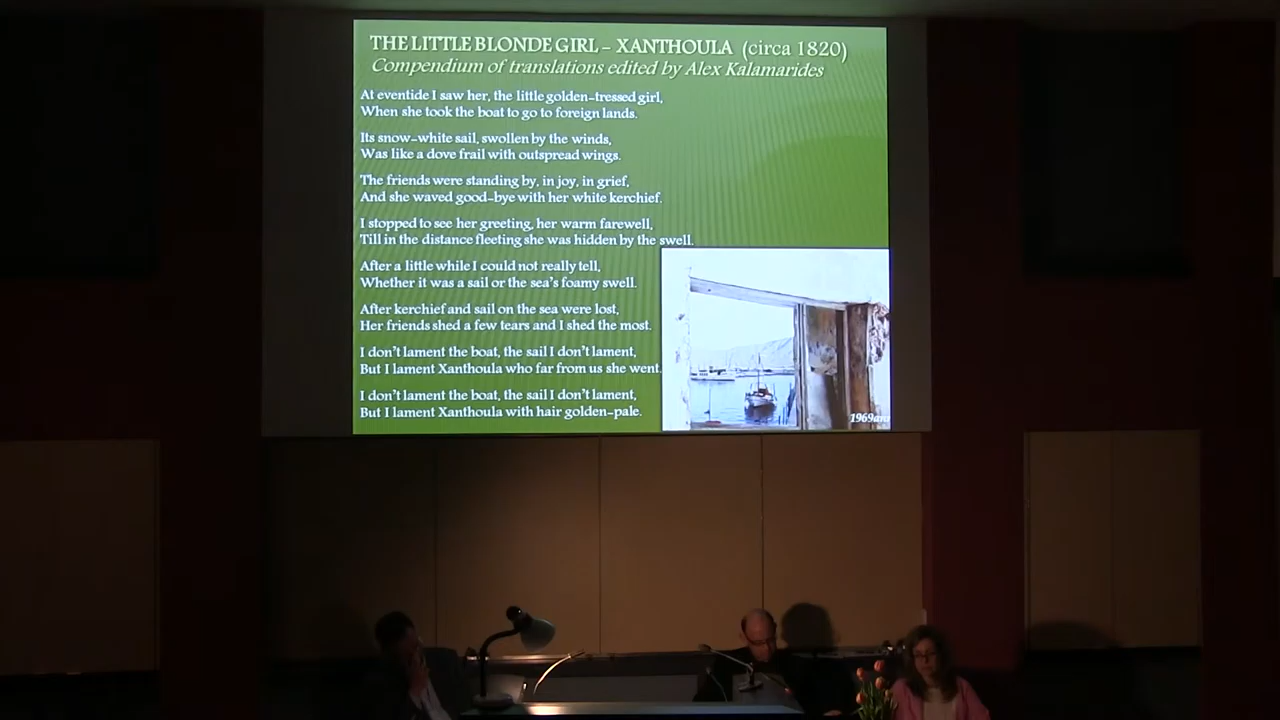 THE LITTLE BLONDE GIRL – XANTHOULA (circa 1820)
Compendium of translations edited by Alex Kalamarides
At eventide I saw her, the little golden-tressed girl,
When she took the boat to go to foreign lands.
Its snow-white sail, swollen by the winds,
Was like a dove frail with outspread wings.
The friends were standing by, in joy, in grief,
And she waved good-bye with her white kerchief.
I stopped to see her greeting, her warm farewell,
Till in the distance fleeting she was hidden by the swell.
After a little while I could not really tell,
Whether it was a sail or the sea's foamy swell.
After kerchief and sail on the sea were lost,
Her friends shed a few tears and I shed the most.
I don't lament the boat, the sail I don't lament,
But I lament Xanthoula who far from us she went.
I don't lament the boat, the sail I don't lament,
But I lament Xanthoula with hair golden-pale.